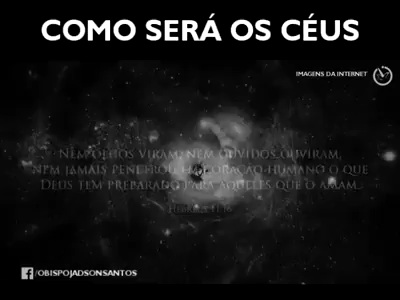 COMO SERÁ OS CÉUS
IMAGENS DA INTERNET
NEM OLHOS VIRAM, NEM OUVIDOS OUVIRAM,
NEM JAMAIS PENETROU EM CORAÇÃO HUMANO O QUE
DEUS TEM PREPARADO PARA AQUELES QUE O AMAM.
/OBISPOJADSONSANTOS